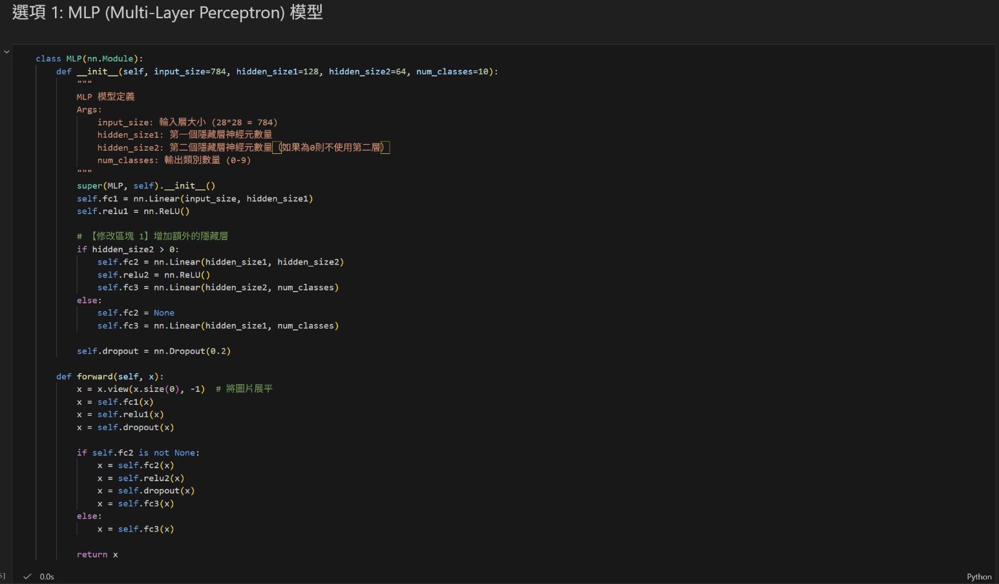 選項 1: MLP (Multi-Layer Perceptron) 模型
class MLP(nn.Module):
    def __init__(self, input_size=784, hidden_size1=128, hidden_size2=64, num_classes=10):
        """
        MLP 模型定義
        Args:
            input_size: 輸入層大小 (28*28 = 784)
            hidden_size1: 第一個隱藏層神經元數量
            hidden_size2: 第二個隱藏層神經元數量（如果為0則不使用第二層）
            num_classes: 輸出類別數量 (0-9)
        """
        super(MLP, self).__init__()
        self.fc1 = nn.Linear(input_size, hidden_size1)
        self.relu1 = nn.ReLU()
        # 【修改區塊 1】增加額外的隱藏層
        if hidden_size2 > 0:
            self.fc2 = nn.Linear(hidden_size1, hidden_size2)
            self.relu2 = nn.ReLU()
            self.fc3 = nn.Linear(hidden_size2, num_classes)
        else:
            self.fc2 = None
            self.fc3 = nn.Linear(hidden_size1, num_classes)
        self.dropout = nn.Dropout(0.2)
    def forward(self, x):
        x = x.view(x.size(0), -1)  # 將圖片展平
        x = self.fc1(x)
        x = self.relu1(x)
        x = self.dropout(x)
        if self.fc2 is not None:
            x = self.fc2(x)
            x = self.relu2(x)
            x = self.dropout(x)
            x = self.fc3(x)
        else:
            x = self.fc3(x)
        return x
0.0s
Python